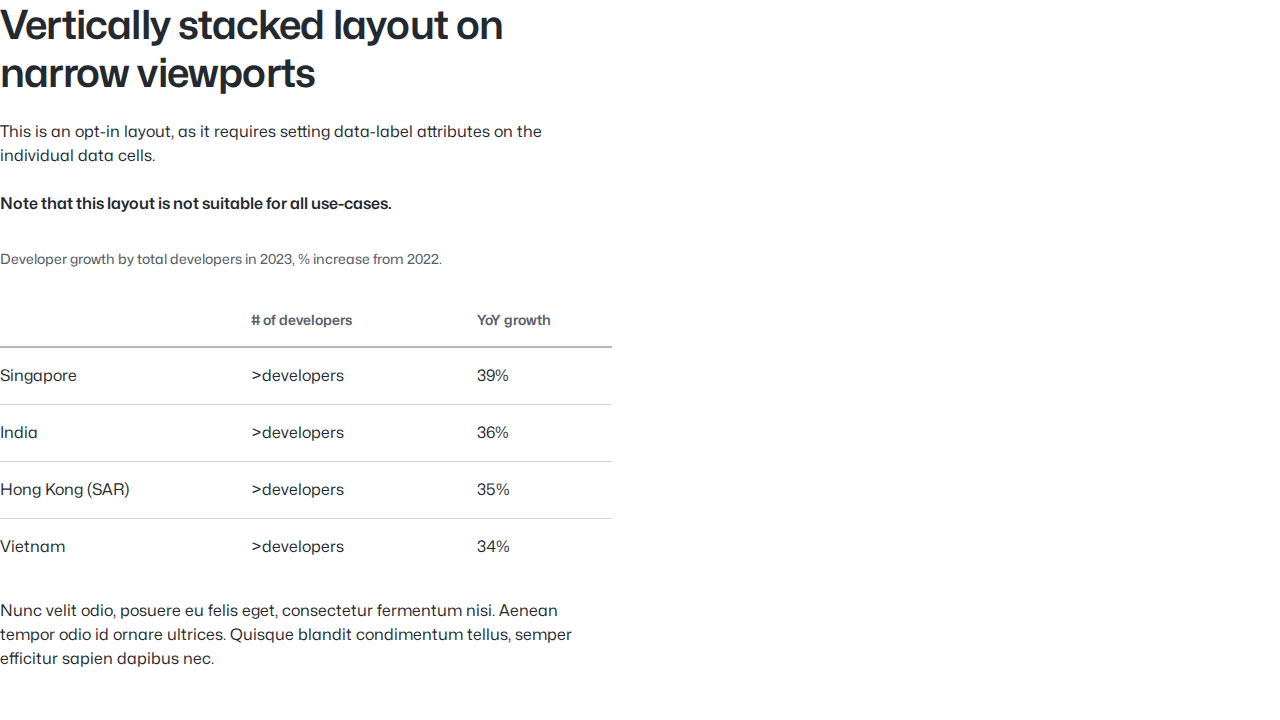 Vertically stacked layout on
narrow viewports
This is an opt-in layout, as it requires setting data-label attributes on the
individual data cells.
Note that this layout is not suitable for all use-cases.
Developer growth by total developers in 2023, % increase from 2022.
# of developers YoY growth
Singapore >developers 39%
India >developers 36%
Hong Kong (SAR) >developers 35%
Vietnam >developers 34%
Nunc velit odio, posuere eu felis eget, consectetur fermentum nisi. Aenean
tempor odio id ornare ultrices. Quisque blandit condimentum tellus, semper
efficitur sapien dapibus nec.